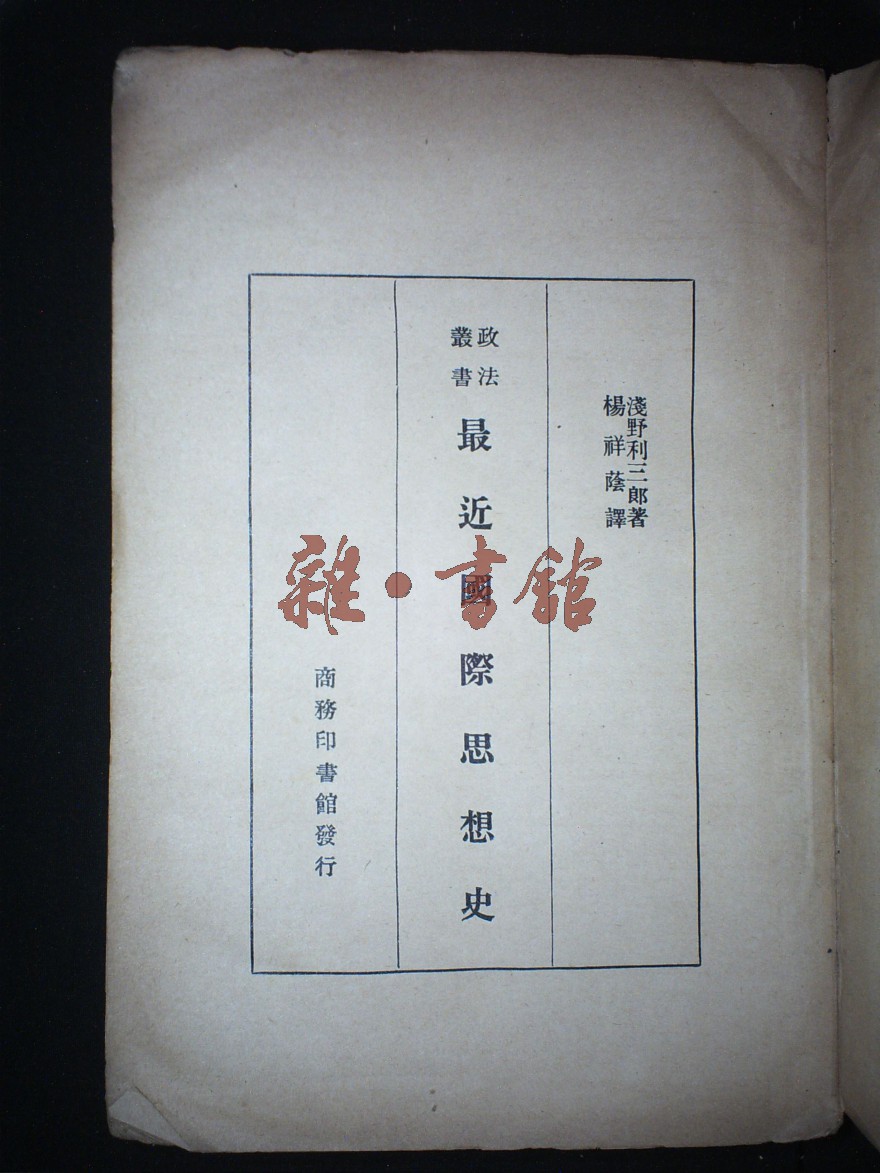 淺野利三郎著
楊祥蔭譯
政法
叢書
最近國際思想史
商務印書館發行
雜·書館